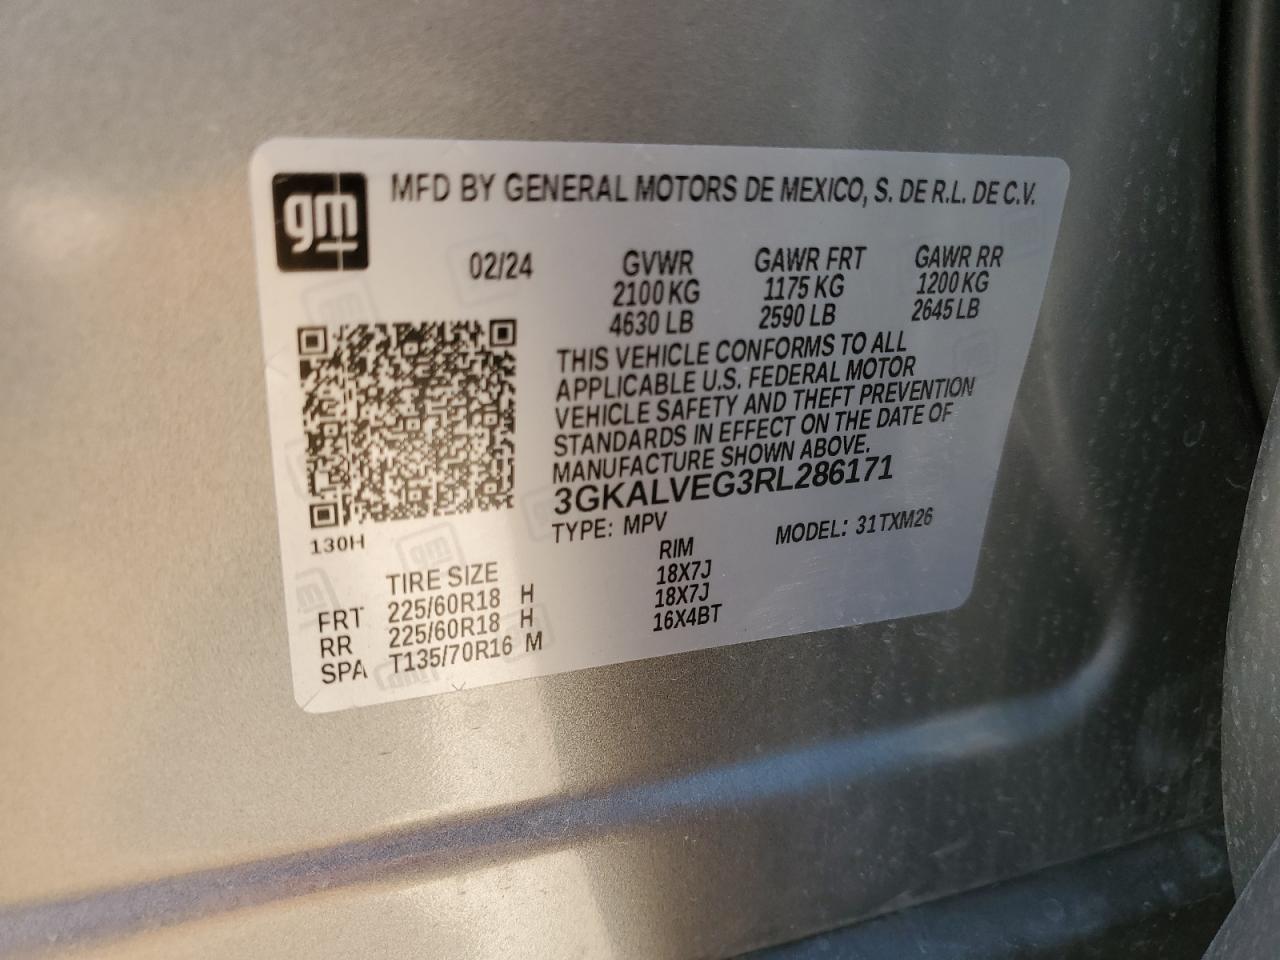 gm
MFD BY GENERAL MOTORS DE MEXICO, S. DE R.L. DE C.V.
02/24 GVWR GAWR FRT GAWR RR
2100 KG 1175 KG 1200 KG
4630 LB 2590 LB 2645 LB
THIS VEHICLE CONFORMS TO ALL
APPLICABLE U.S. FEDERAL MOTOR
VEHICLE SAFETY AND THEFT PREVENTION
STANDARDS IN EFFECT ON THE DATE OF
MANUFACTURE SHOWN ABOVE.
3GKALVEG3RL286171
TYPE: MPV MODEL: 31TXM26
130H
TIRE SIZE RIM
FRT 225/60R18 H 18X7J
RR 225/60R18 H 18X7J
SPA T135/70R16 M 16X4BT